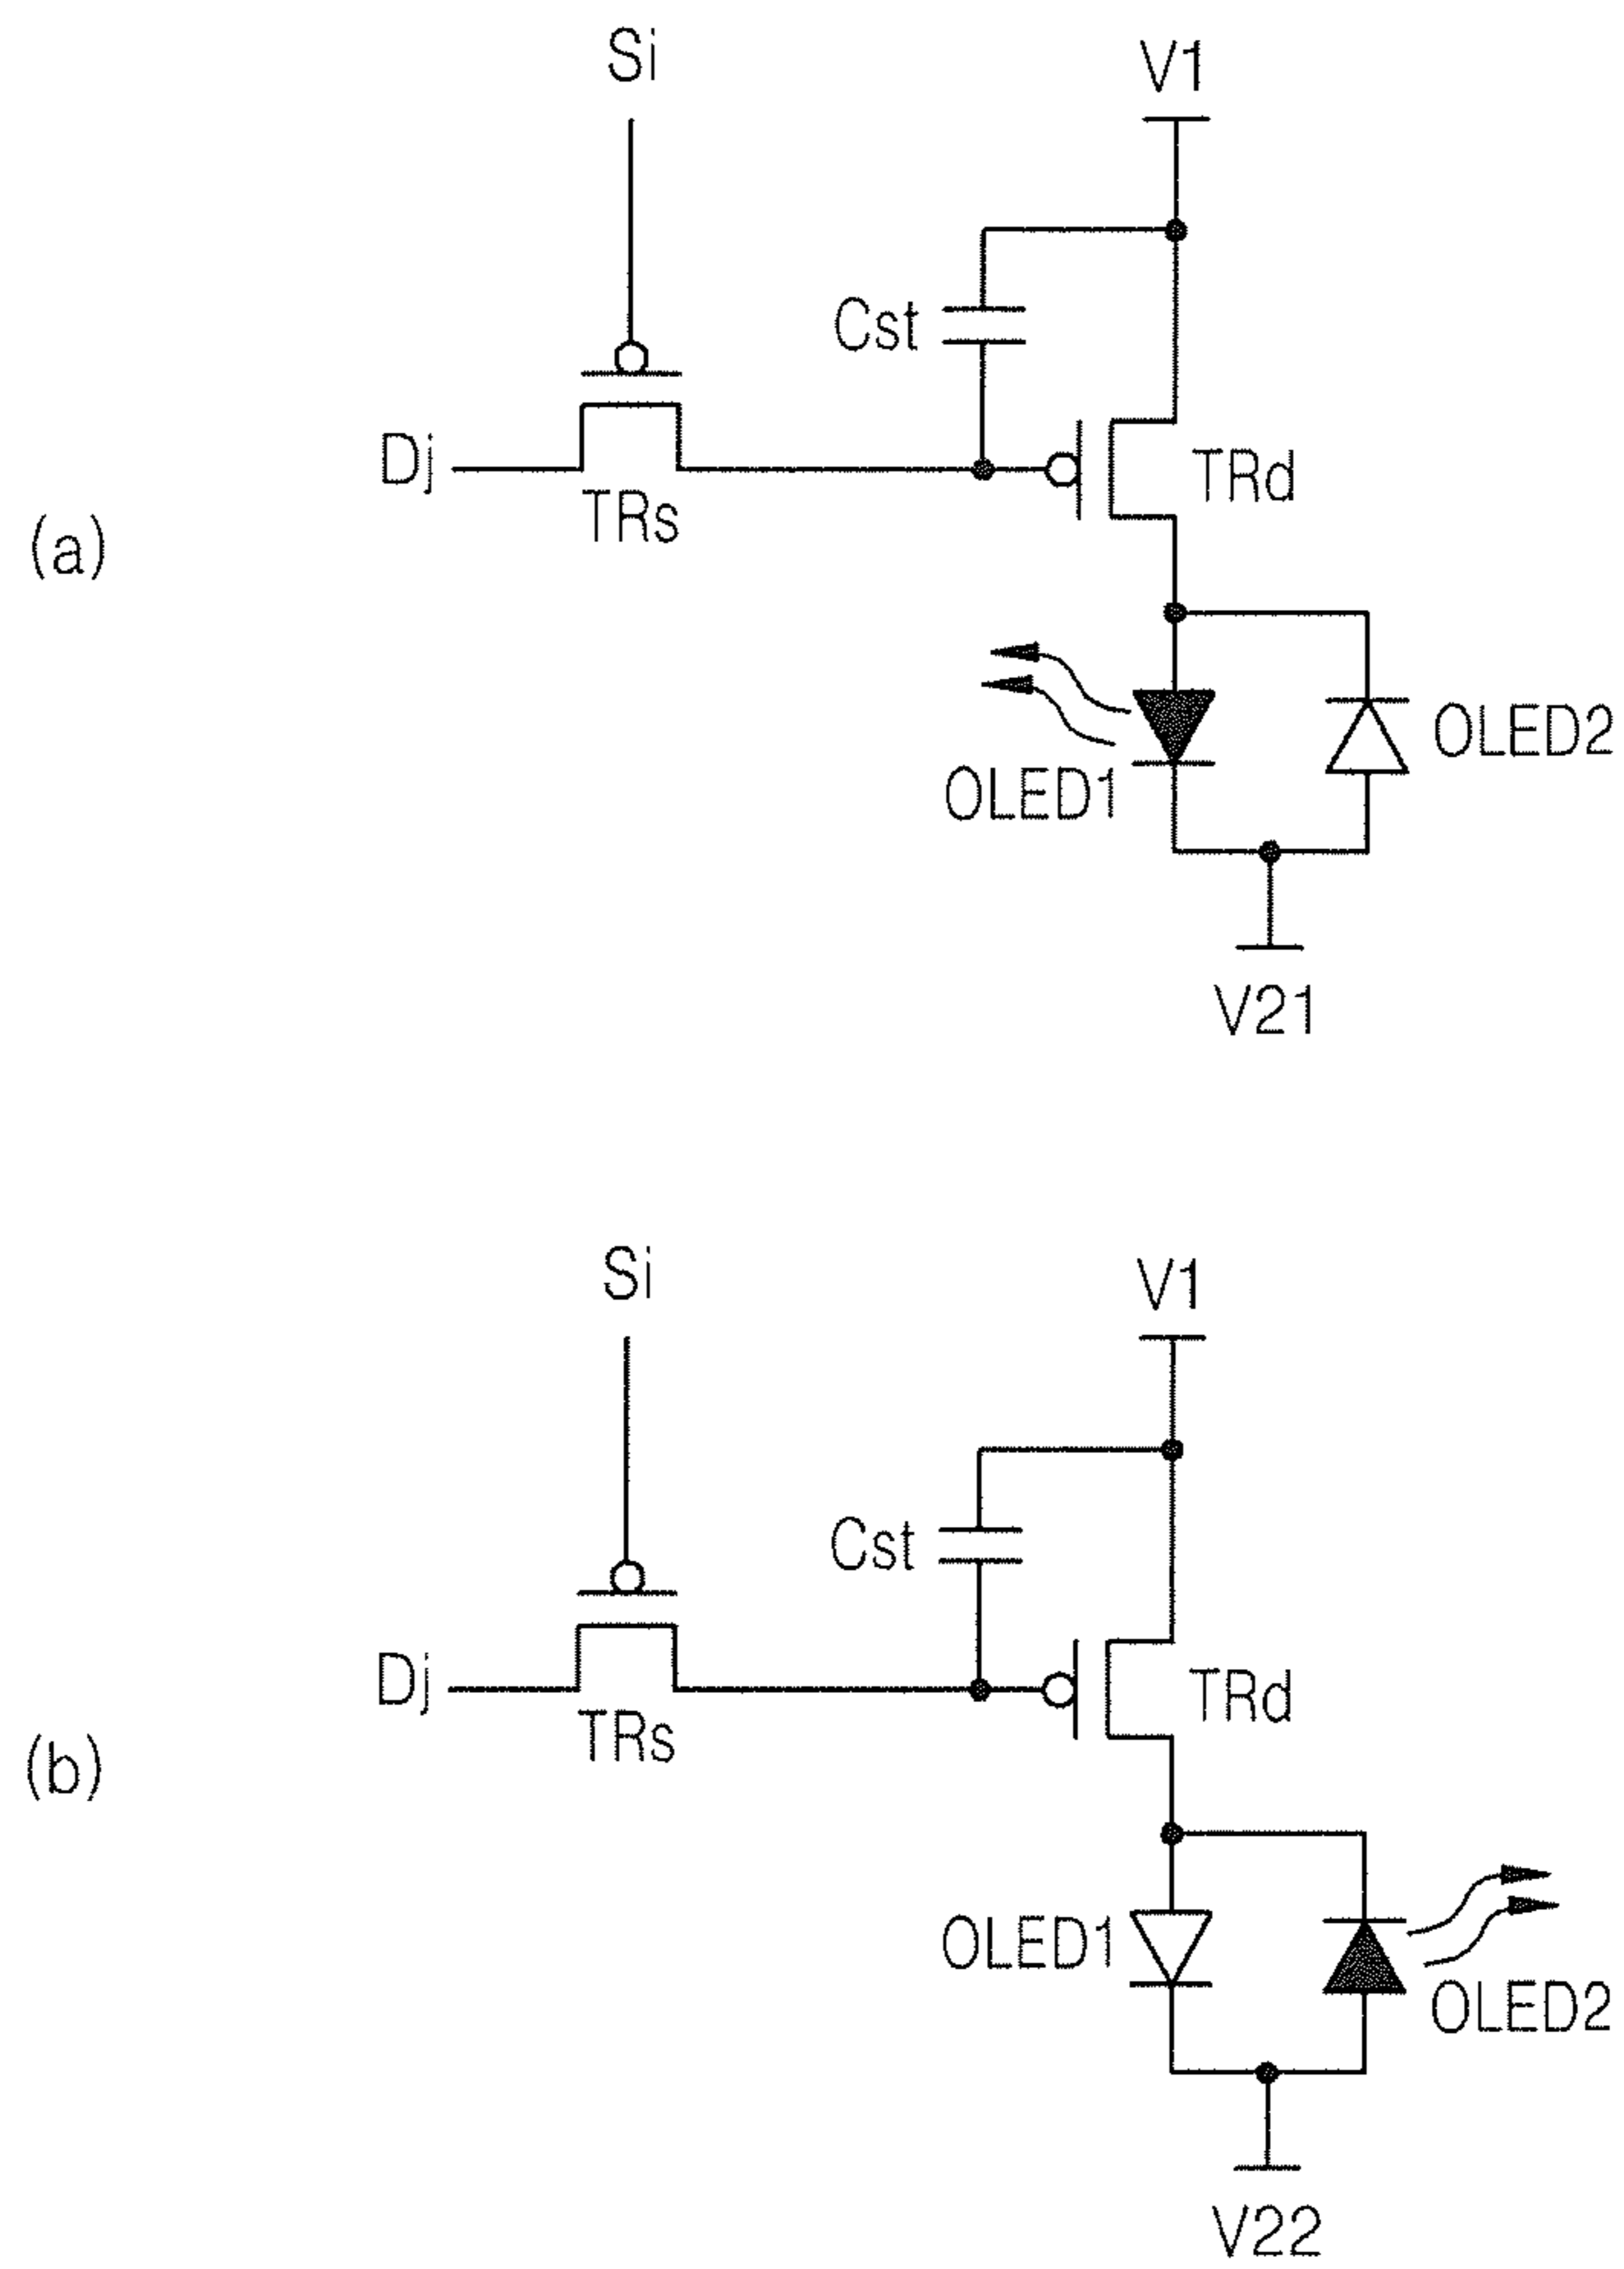 Si
V1
Cst
Dj
TRs
TRd
(a)
OLED1
OLED2
V21
Si
V1
Cst
Dj
TRs
TRd
(b)
OLED1
OLED2
V22